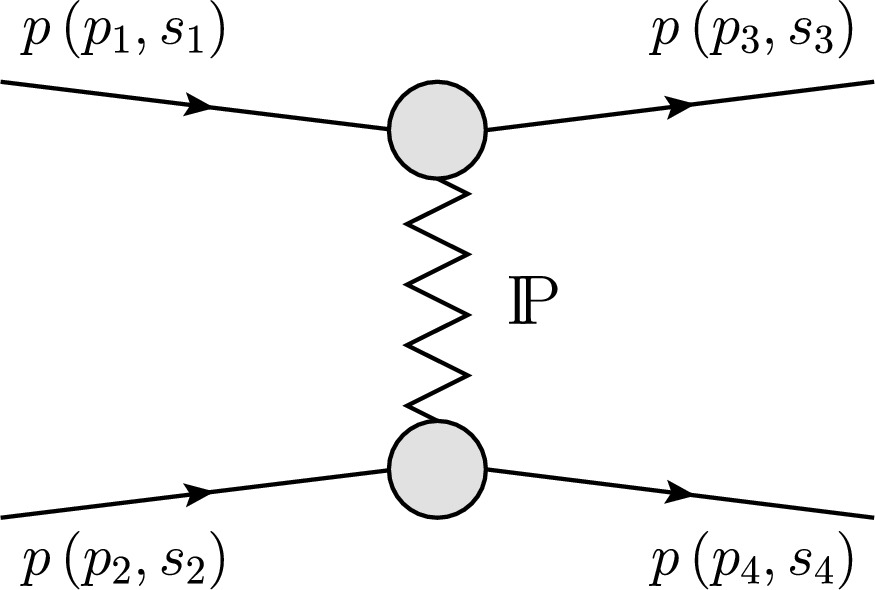 p (p₁, s₁) p (p₃, s₃)
ℙ
p (p₂, s₂) p (p₄, s₄)